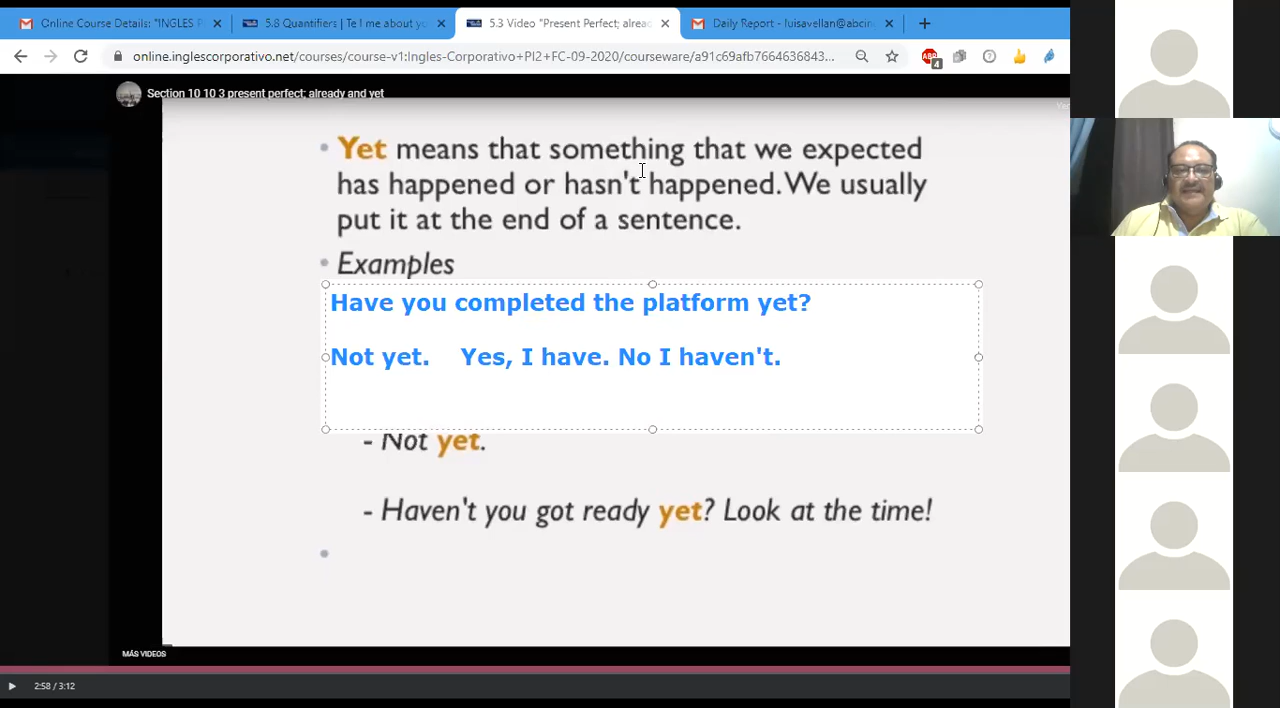 Online Course Details: "INGLES P
5.8 Quantifiers | Tell me about yo
5.3 Video "Present Perfect; alrea
Daily Report - luisavellan@abcin
online.inglescorporativo.net/courses/course-v1:Ingles-Corporativo+PI2+FC-09-2020/courseware/a91c69afb7664636843...
ABP
4
Section 10 10 3 present perfect; already and yet
Yet means that something that we expected
has happened or hasn't happened. We usually
put it at the end of a sentence.
Examples
Have you completed the platform yet?
Not yet. Yes, I have. No I haven't.
- Not yet.
- Haven't you got ready yet? Look at the time!
MÁS VIDEOS
2:58 / 3:12